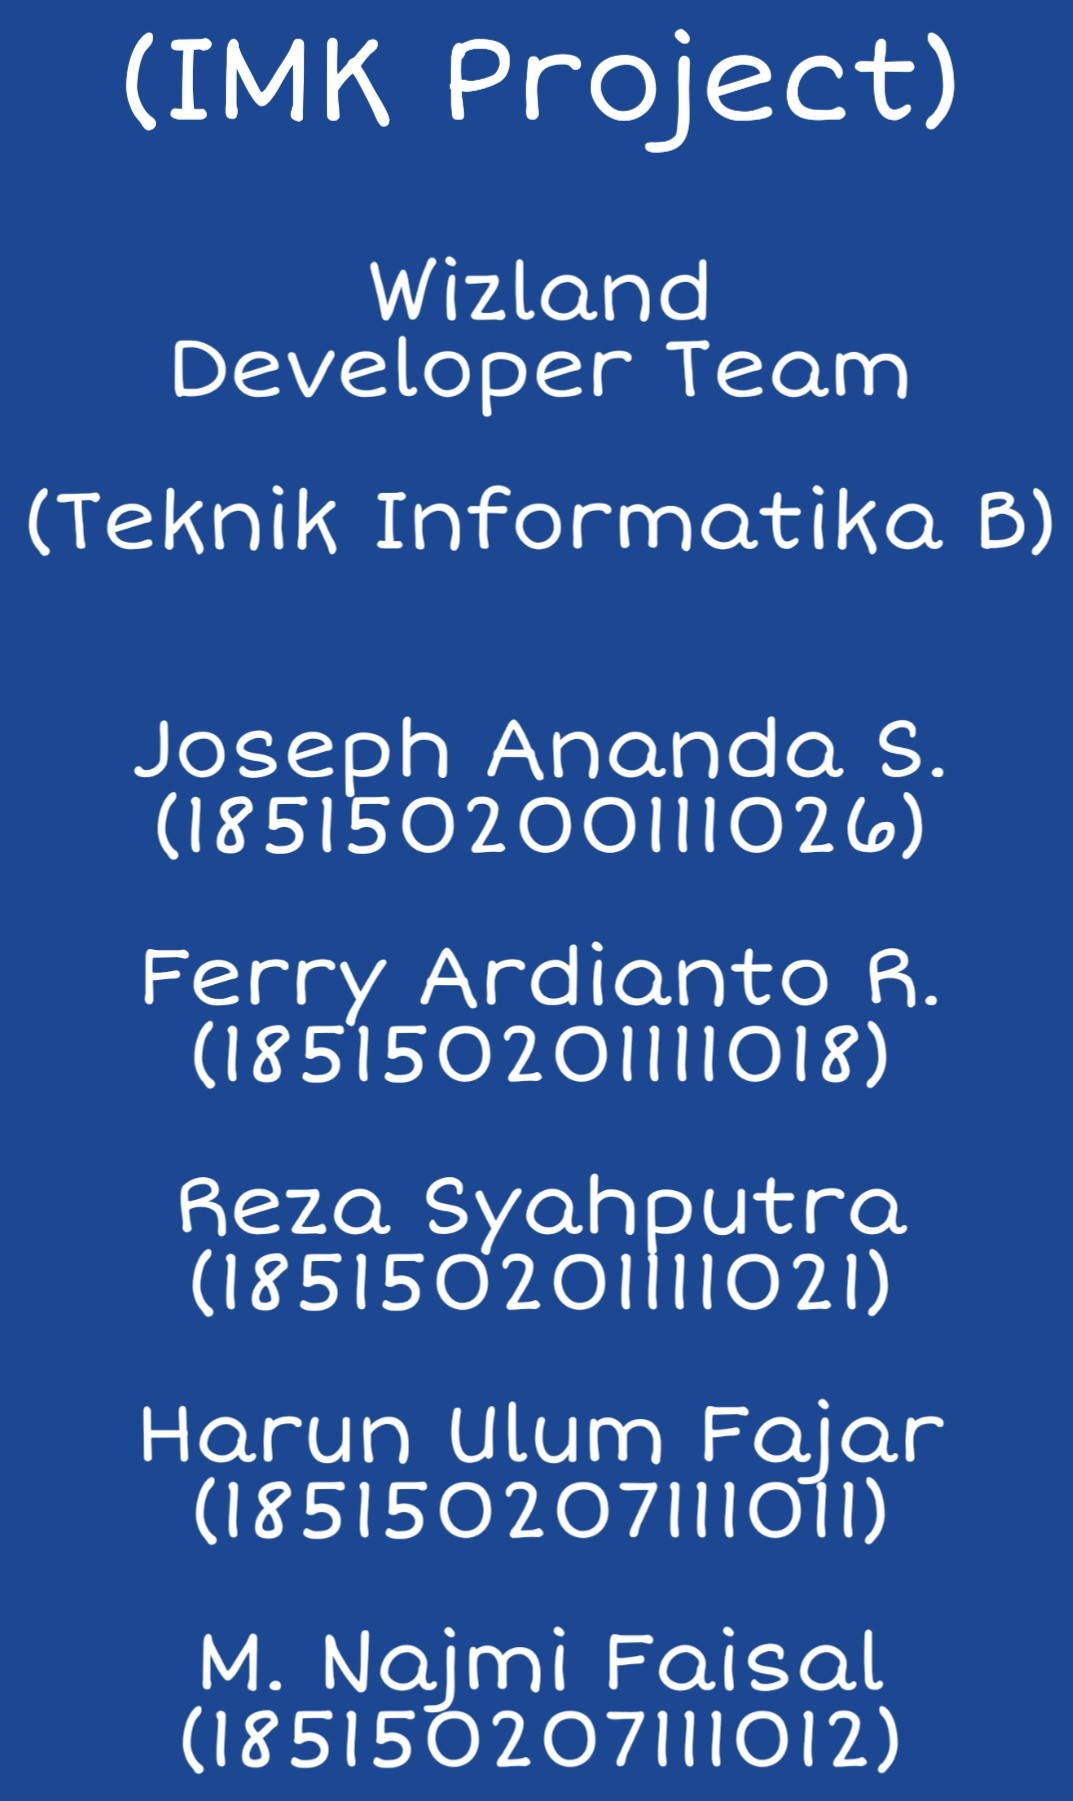 (IMK Project)
Wizland
Developer Team
(Teknik Informatika B)
Joseph Ananda S.
(185150200111026)
Ferry Ardianto R.
(185150201111018)
Reza Syahputra
(185150201111021)
Harun Ulum Fajar
(185150207111011)
M. Najmi Faisal
(185150207111012)